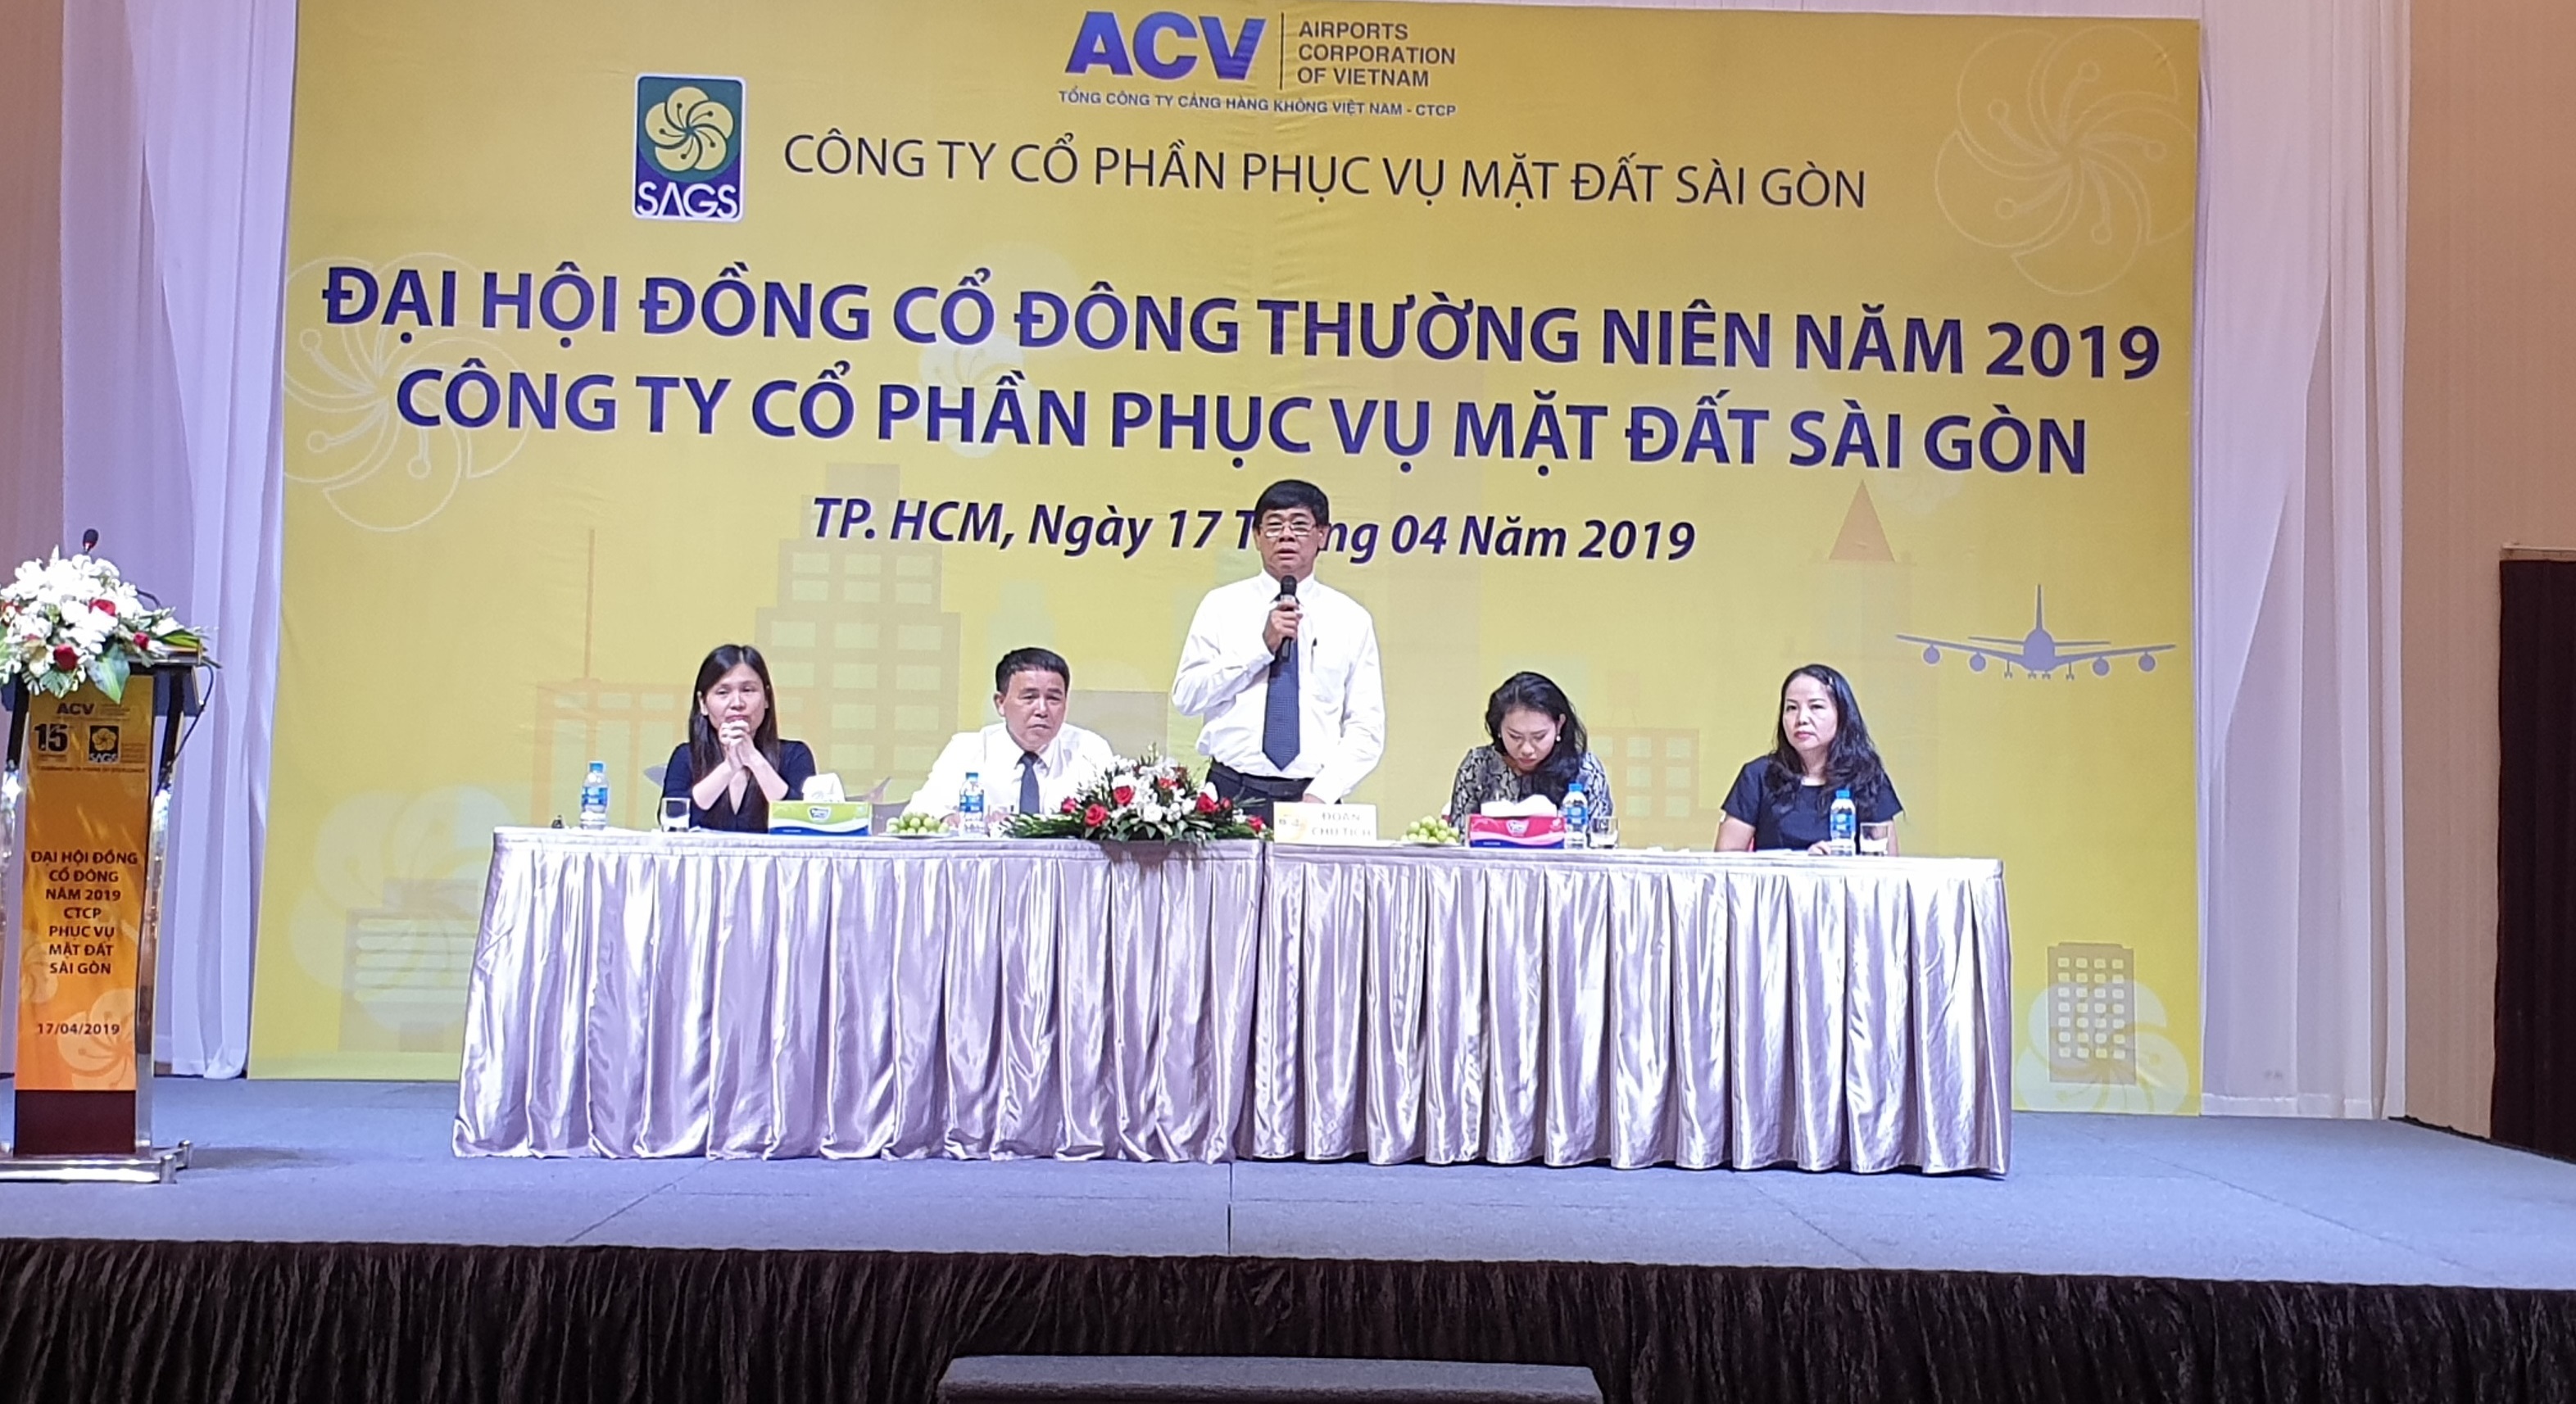 ACV
AIRPORTS
CORPORATION
OF VIETNAM
TỔNG CÔNG TY CẢNG HÀNG KHÔNG VIỆT NAM - CTCP
SAGS
CÔNG TY CỔ PHẦN PHỤC VỤ MẶT ĐẤT SÀI GÒN
ĐẠI HỘI ĐỒNG CỔ ĐÔNG THƯỜNG NIÊN NĂM 2019
CÔNG TY CỔ PHẦN PHỤC VỤ MẶT ĐẤT SÀI GÒN
TP. HCM, Ngày 17 T ng 04 Năm 2019
ĐOÀN
CHỦ TỊCH
ACV
15
SAGS
ĐẠI HỘI ĐỒNG
CỔ ĐÔNG
NĂM 2019
CTCP
PHỤC VỤ
MẶT ĐẤT
SÀI GÒN
17/04/2019